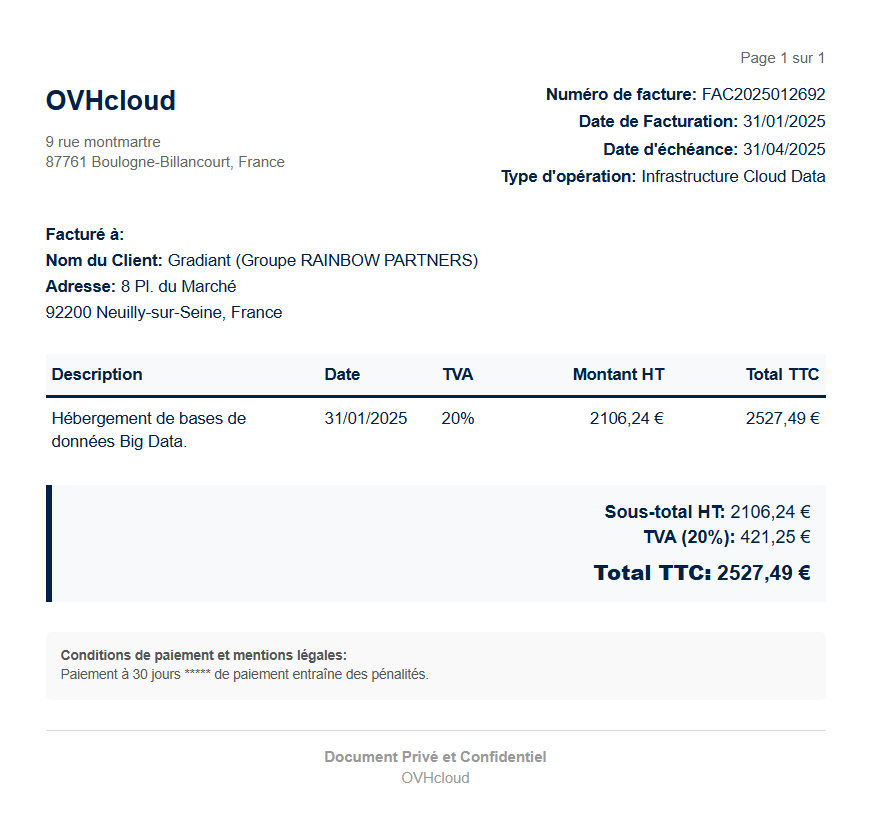 Page 1 sur 1
OVHcloud
9 rue montmartre
87761 Boulogne-Billancourt, France
Numéro de facture: FAC2025012692
Date de Facturation: 31/01/2025
Date d'échéance: 31/04/2025
Type d'opération: Infrastructure Cloud Data
Facturé à:
Nom du Client: Gradiant (Groupe RAINBOW PARTNERS)
Adresse: 8 Pl. du Marché
92200 Neuilly-sur-Seine, France
Description Date TVA Montant HT Total TTC
Hébergement de bases de 31/01/2025 20% 2106,24 € 2527,49 €
données Big Data.
Sous-total HT: 2106,24 €
TVA (20%): 421,25 €
Total TTC: 2527,49 €
Conditions de paiement et mentions légales:
Paiement à 30 jours ***** de paiement entraîne des pénalités.
Document Privé et Confidentiel
OVHcloud